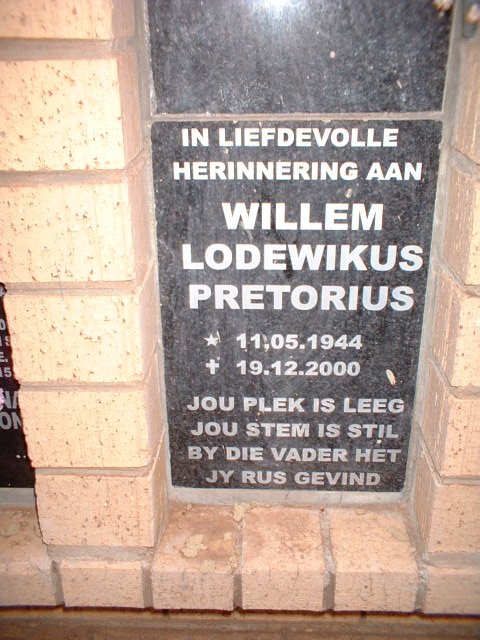 IN LIEFDEVOLLE
HERINNERING AAN
WILLEM
LODEWIKUS
PRETORIUS
★ 11,05.1944
✝ 19.12.2000
JOU PLEK IS LEEG
JOU STEM IS STIL
BY DIE VADER HET
JY RUS GEVIND